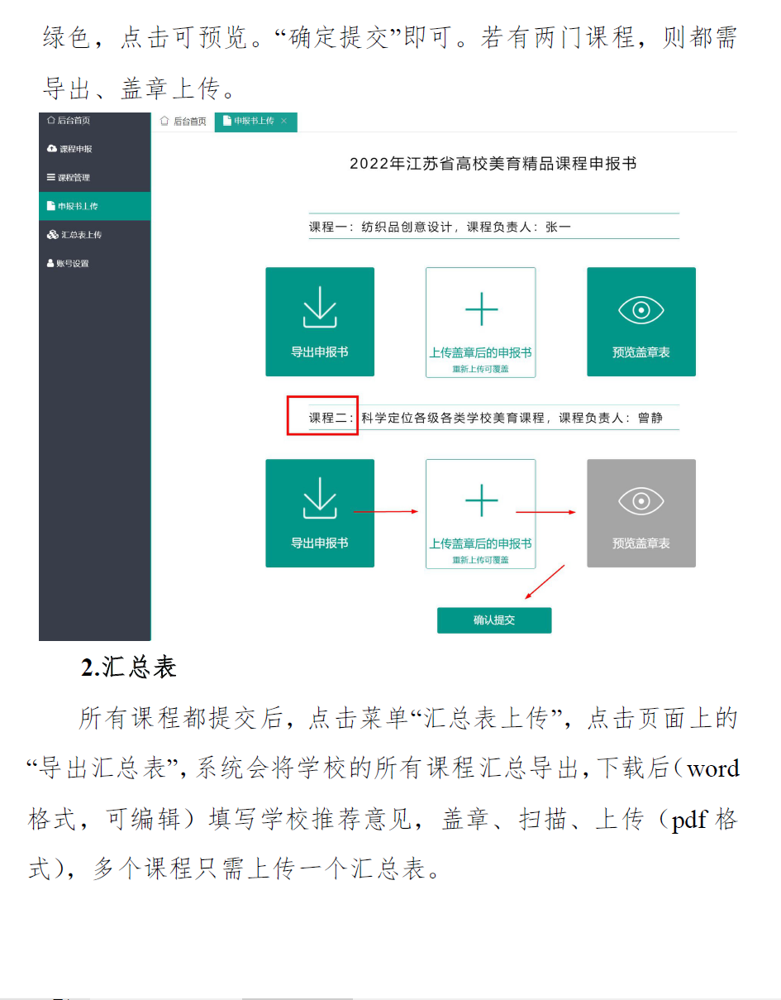 绿色，点击可预览。“确定提交”即可。若有两门课程，则都需
导出、盖章上传。
后台首页
课程申报
课程管理
申报书上传
汇总表上传
账号设置
后台首页 申报书上传 ×
2022年江苏省高校美育精品课程申报书
课程一：纺织品创意设计，课程负责人：张一
导出申报书
上传盖章后的申报书
重新上传可覆盖
预览盖章表
课程二：科学定位各级各类学校美育课程，课程负责人：曾静
导出申报书
上传盖章后的申报书
重新上传可覆盖
预览盖章表
确认提交
2.汇总表
所有课程都提交后，点击菜单“汇总表上传”，点击页面上的
“导出汇总表”，系统会将学校的所有课程汇总导出，下载后（word
格式，可编辑）填写学校推荐意见，盖章、扫描、上传（pdf 格
式），多个课程只需上传一个汇总表。